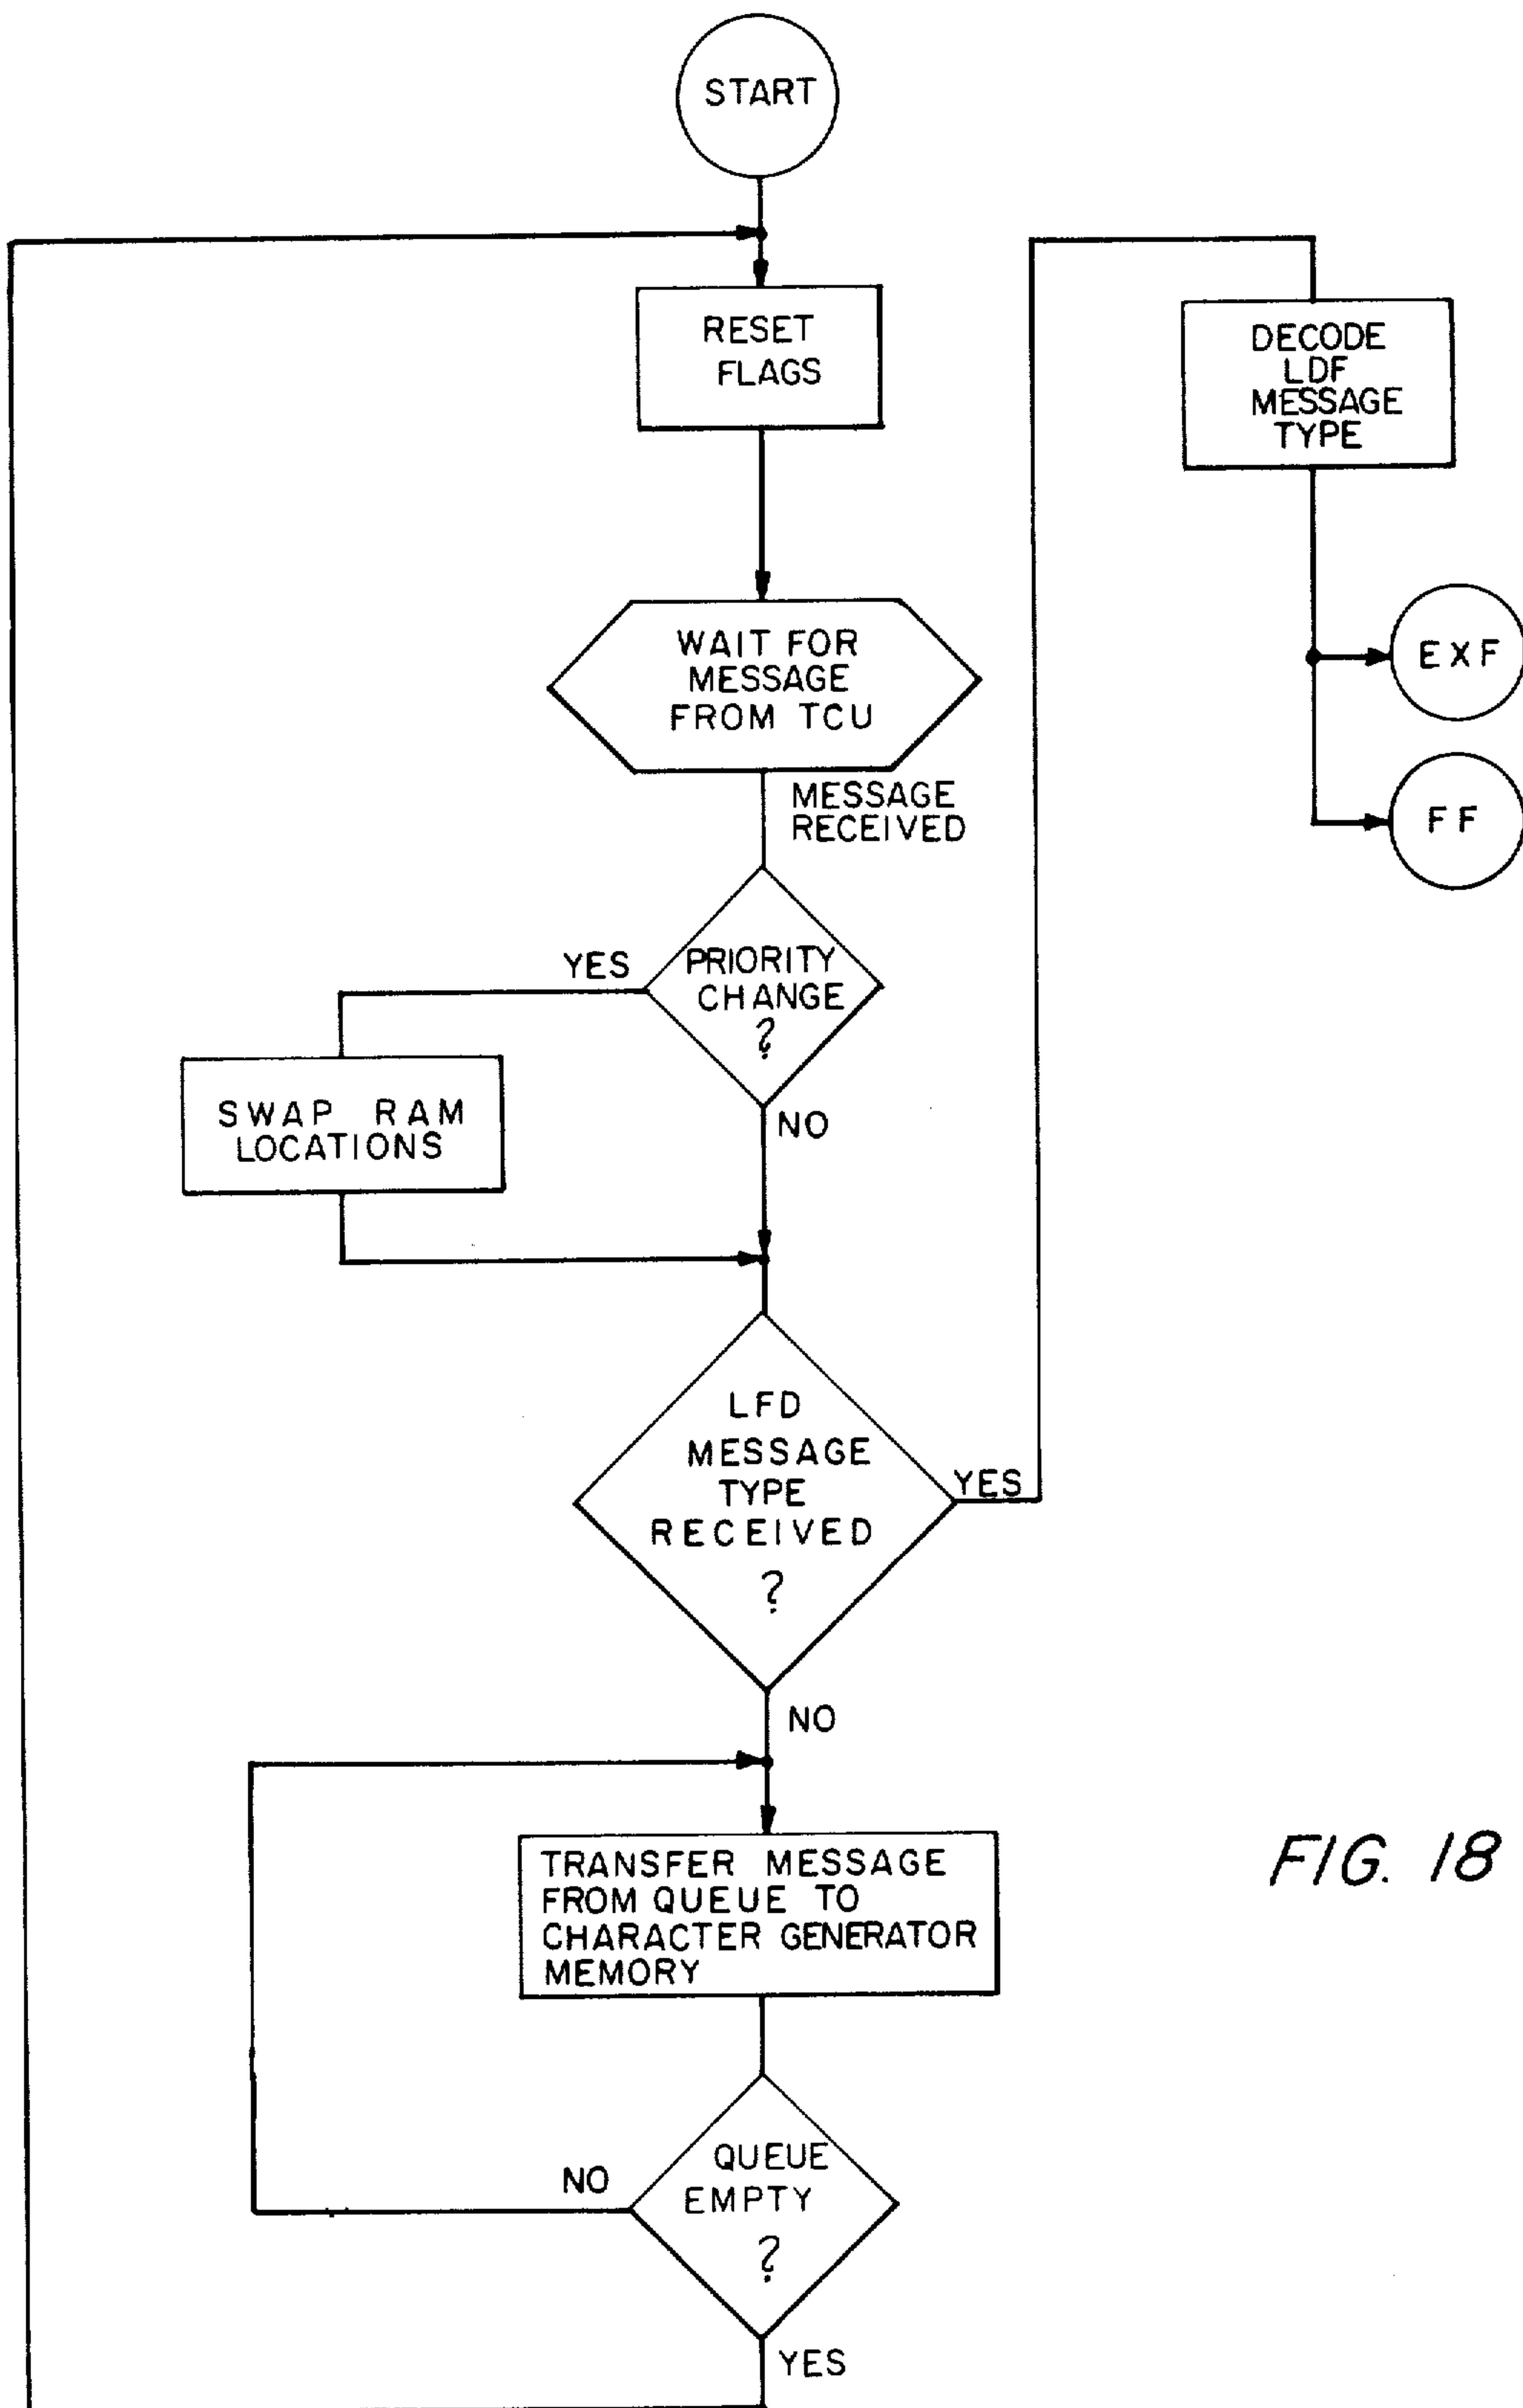 START
RESET
FLAGS
WAIT FOR
MESSAGE
FROM TCU
MESSAGE
RECEIVED
PRIORITY
CHANGE
?
YES
NO
SWAP RAM
LOCATIONS
LFD
MESSAGE
TYPE
RECEIVED
?
YES
NO
DECODE
LDF
MESSAGE
TYPE
EXF
FF
TRANSFER MESSAGE
FROM QUEUE TO
CHARACTER GENERATOR
MEMORY
QUEUE
EMPTY
?
NO
YES
FIG. 18